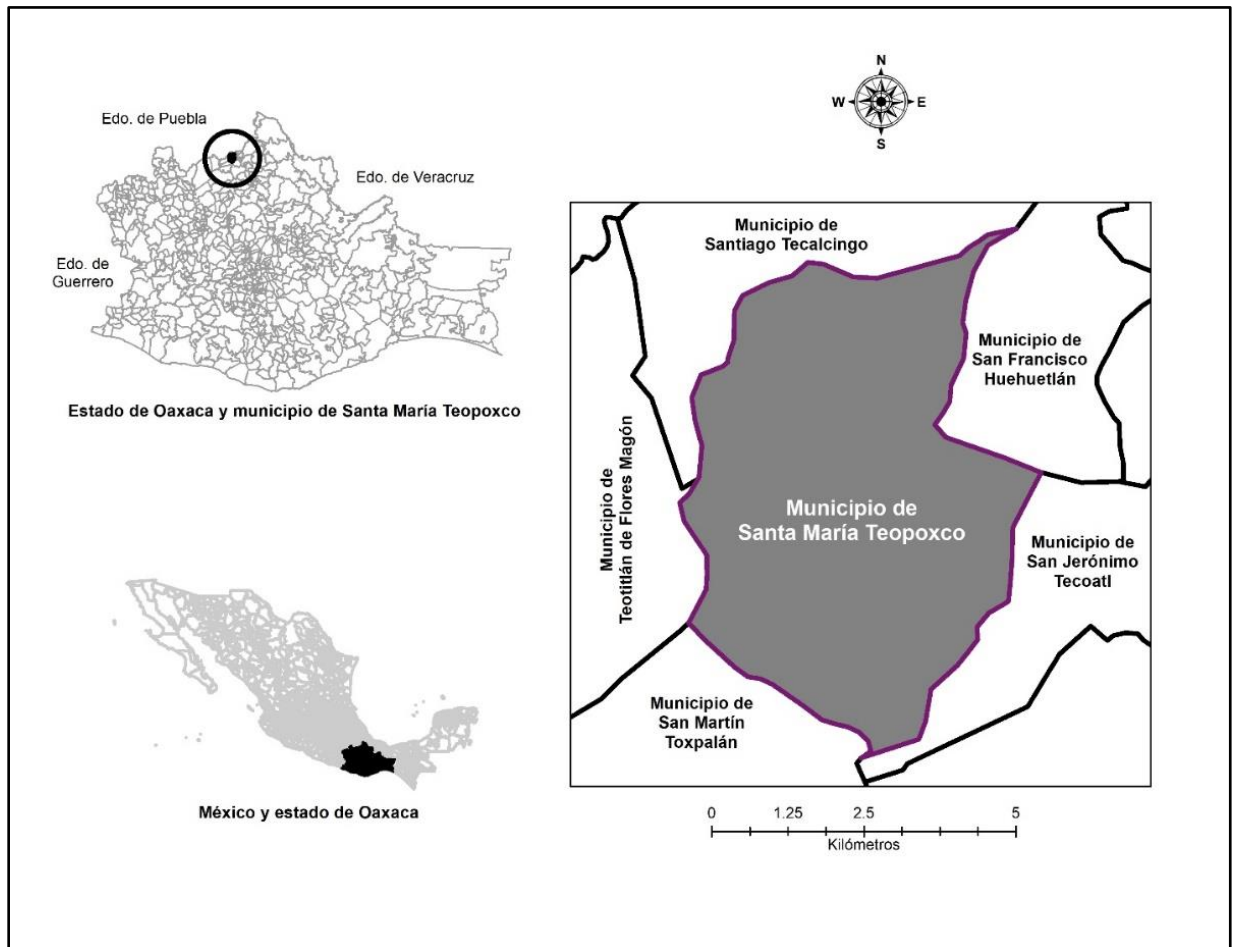 N
W
E
S
Edo. de Puebla
Edo. de Veracruz
Edo. de
Guerrero
Estado de Oaxaca y municipio de Santa María Teopoxco
México y estado de Oaxaca
Municipio de
Santiago Tecalcingo
Municipio de
San Francisco
Huehuetlán
Municipio de
Teotitlán de Flores Magón
Municipio de
Santa María Teopoxco
Municipio de
San Jerónimo
Tecoatl
Municipio de
San Martín
Toxpalán
0 1.25 2.5 5
Kilómetros